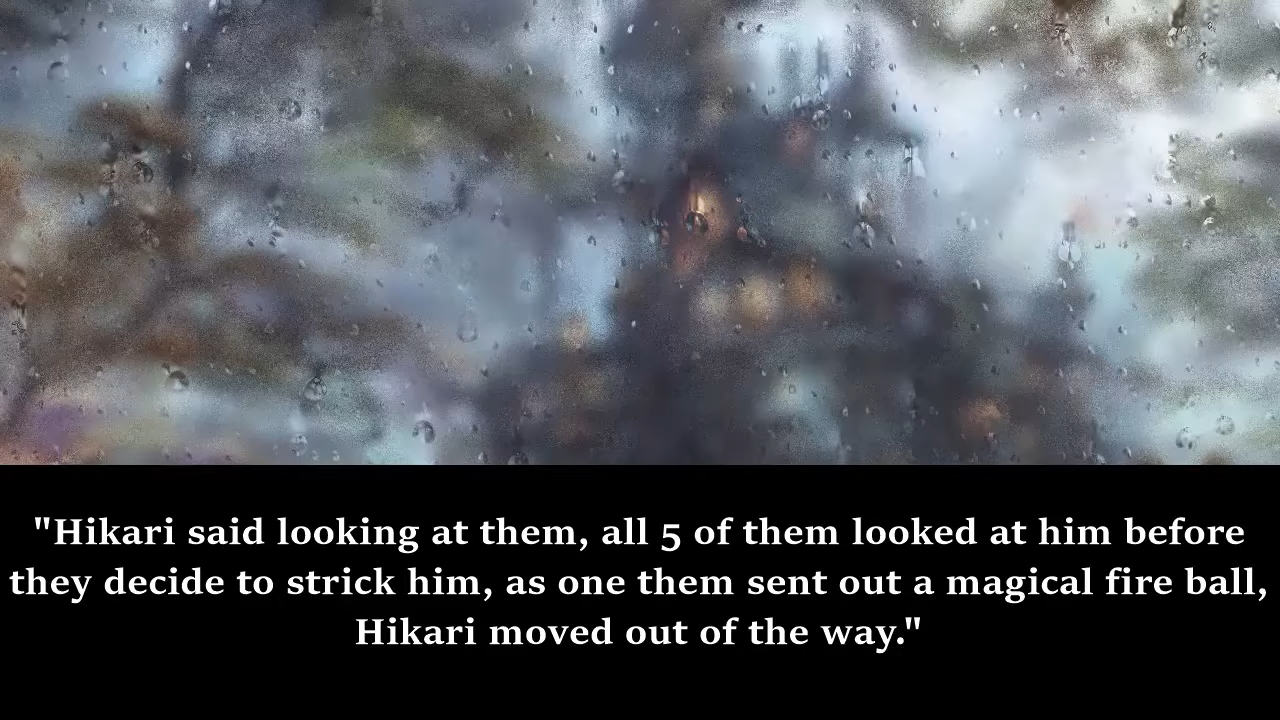 "Hikari said looking at them, all 5 of them looked at him before
they decide to strick him, as one them sent out a magical fire ball,
Hikari moved out of the way."